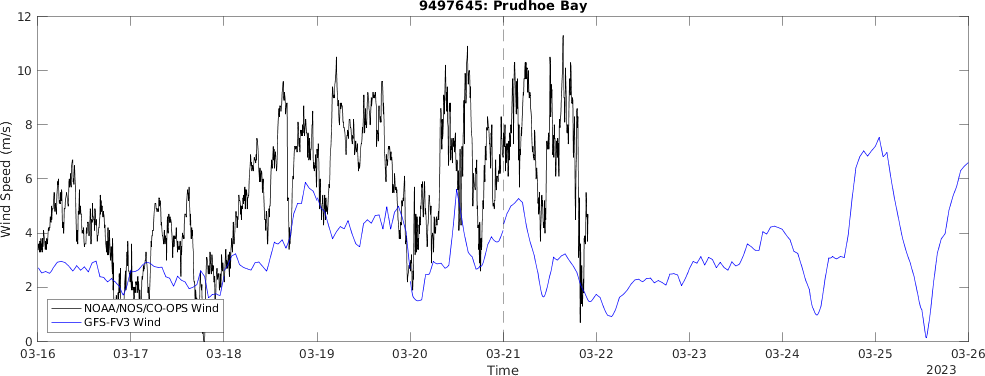 9497645: Prudhoe Bay
Wind Speed (m/s)
12
10
8
6
4
2
0
NOAA/NOS/CO-OPS Wind
GFS-FV3 Wind
03-16 03-17 03-18 03-19 03-20 03-21 03-22 03-23 03-24 03-25 03-26
Time
2023